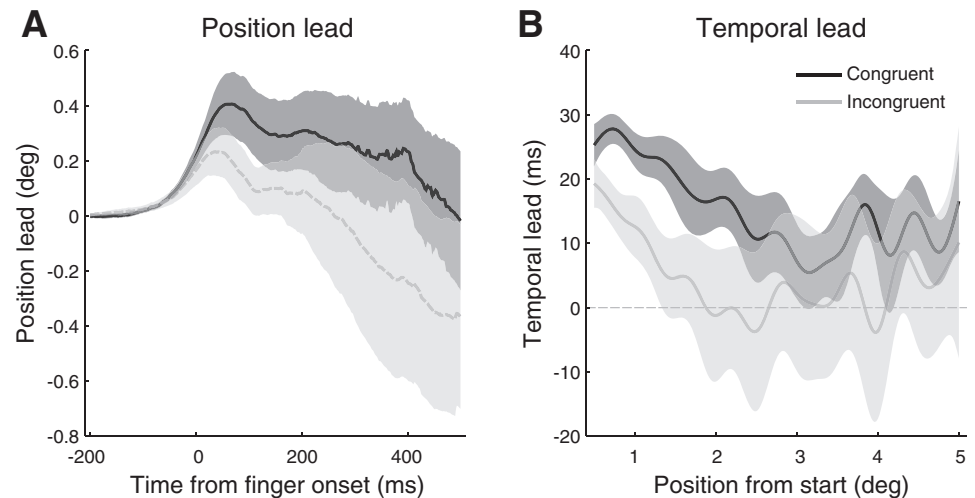 A
Position lead
0.6
0.4
0.2
0
-0.2
-0.4
-0.6
-0.8
Position lead (deg)
-200
0
200
400
Time from finger onset (ms)
B
Temporal lead
Congruent
Incongruent
40
30
20
10
0
-10
-20
Temporal lead (ms)
1
2
3
4
5
Position from start (deg)